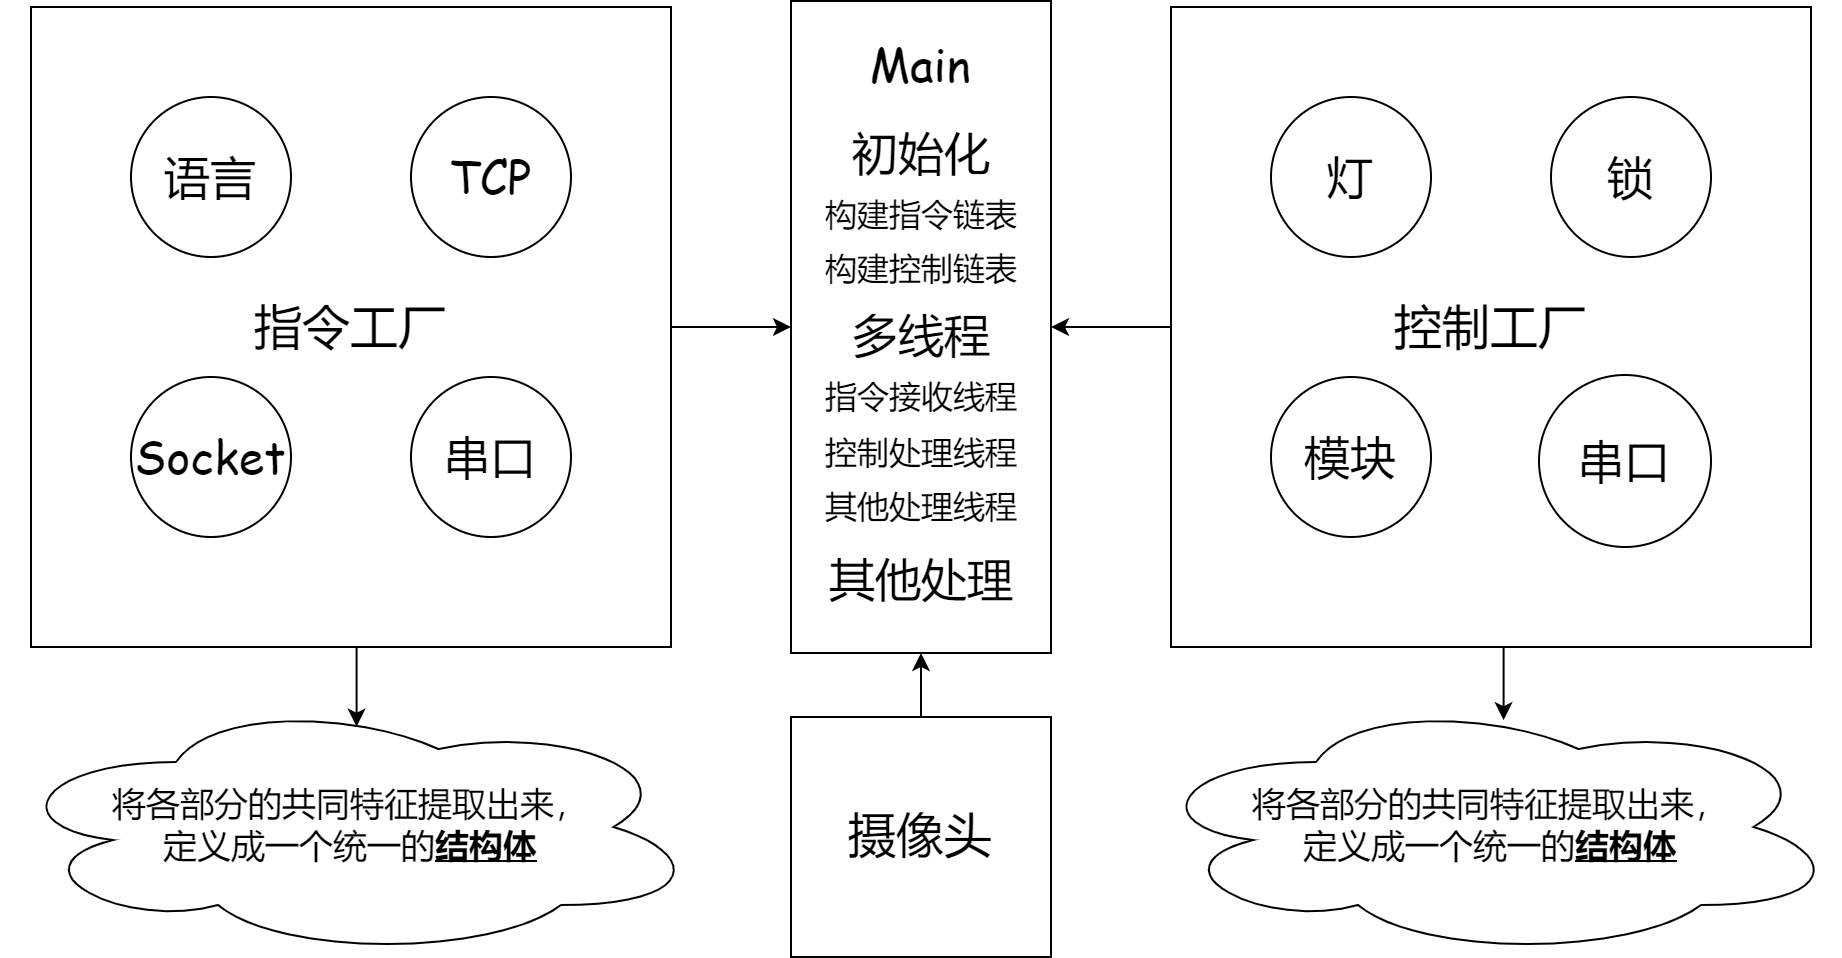 语言
TCP
指令工厂
Socket
串口
将各部分的共同特征提取出来，
定义成一个统一的结构体
Main
初始化
构建指令链表
构建控制链表
多线程
指令接收线程
控制处理线程
其他处理线程
其他处理
摄像头
灯
锁
控制工厂
模块
串口
将各部分的共同特征提取出来，
定义成一个统一的结构体